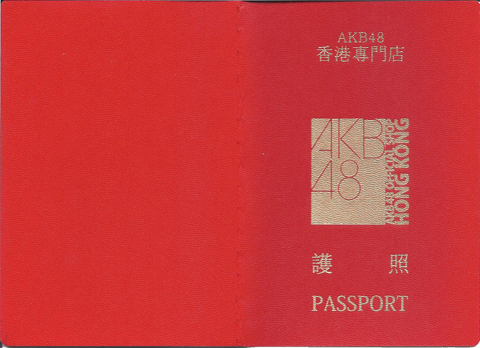 AKB48
香港專門店
AKB
48
AKB48 OFFICIAL SHOP
HONG KONG
護 照
PASSPORT